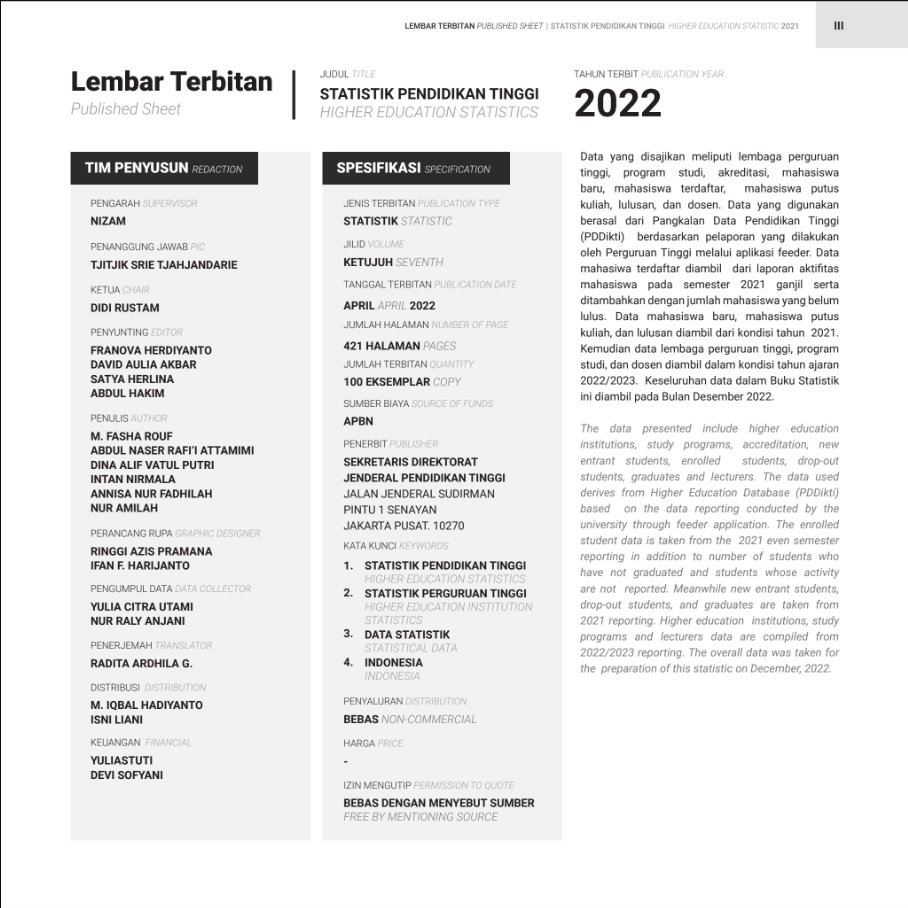 LEMBAR TERBITAN PUBLISHED SHEET | STATISTIK PENDIDIKAN TINGGI HIGHER EDUCATION STATISTIC 2021
III
Lembar Terbitan
Published Sheet
JUDUL TITLE
STATISTIK PENDIDIKAN TINGGI
HIGHER EDUCATION STATISTICS
TAHUN TERBIT PUBLICATION YEAR
2022
TIM PENYUSUN REDACTION
PENGARAH SUPERVISOR
NIZAM
PENANGGUNG JAWAB PIC
TJITJIK SRIE TJAHJANDARIE
KETUA CHAIR
DIDI RUSTAM
PENYUNTING EDITOR
FRANOVA HERDIYANTO
DAVID AULIA AKBAR
SATYA HERLINA
ABDUL HAKIM
PENULIS AUTHOR
M. FASHA ROUF
ABDUL NASER RAFI'I ATTAMIMI
DINA ALIF VATUL PUTRI
INTAN NIRMALA
ANNISA NUR FADHILAH
NUR AMILAH
PERANCANG RUPA GRAPHIC DESIGNER
RINGGI AZIS PRAMANA
IFAN F. HARIJANTO
PENGUMPUL DATA DATA COLLECTOR
YULIA CITRA UTAMI
NUR RALY ANJANI
PENERJEMAH TRANSLATOR
RADITA ARDHILA G.
DISTRIBUSI DISTRIBUTION
M. IQBAL HADIYANTO
ISNI LIANI
KEUANGAN FINANCIAL
YULIASTUTI
DEVI SOFYANI
SPESIFIKASI SPECIFICATION
JENIS TERBITAN PUBLICATION TYPE
STATISTIK STATISTIC
JILID VOLUME
KETUJUH SEVENTH
TANGGAL TERBITAN PUBLICATION DATE
APRIL APRIL 2022
JUMLAH HALAMAN NUMBER OF PAGE
421 HALAMAN PAGES
JUMLAH TERBITAN QUANTITY
100 EKSEMPLAR COPY
SUMBER BIAYA SOURCE OF FUNDS
APBN
PENERBIT PUBLISHER
SEKRETARIS DIREKTORAT
JENDERAL PENDIDIKAN TINGGI
JALAN JENDERAL SUDIRMAN
PINTU 1 SENAYAN
JAKARTA PUSAT. 10270
KATA KUNCI KEYWORDS
1. STATISTIK PENDIDIKAN TINGGI
HIGHER EDUCATION STATISTICS
2. STATISTIK PERGURUAN TINGGI
HIGHER EDUCATION INSTITUTION
STATISTICS
3. DATA STATISTIK
STATISTICAL DATA
4. INDONESIA
INDONESIA
PENYALURAN DISTRIBUTION
BEBAS NON-COMMERCIAL
HARGA PRICE
-
IZIN MENGUTIP PERMISSION TO QUOTE
BEBAS DENGAN MENYEBUT SUMBER
FREE BY MENTIONING SOURCE
Data yang disajikan meliputi lembaga perguruan
tinggi, program studi, akreditasi, mahasiswa
baru, mahasiswa terdaftar, mahasiswa putus
kuliah, lulusan, dan dosen. Data yang digunakan
berasal dari Pangkalan Data Pendidikan Tinggi
(PDDikti) berdasarkan pelaporan yang dilakukan
oleh Perguruan Tinggi melalui aplikasi feeder. Data
mahasiwa terdaftar diambil dari laporan aktifitas
mahasiswa pada semester 2021 ganjil serta
ditambahkan dengan jumlah mahasiswa yang belum
lulus. Data mahasiswa baru, mahasiswa putus
kuliah, dan lulusan diambil dari kondisi tahun 2021.
Kemudian data lembaga perguruan tinggi, program
studi, dan dosen diambil dalam kondisi tahun ajaran
2022/2023. Keseluruhan data dalam Buku Statistik
ini diambil pada Bulan Desember 2022.
The data presented include higher education
institutions, study programs, accreditation, new
entrant students, enrolled students, drop-out
students, graduates and lecturers. The data used
derives from Higher Education Database (PDDikti)
based on the data reporting conducted by the
university through feeder application. The enrolled
student data is taken from the 2021 even semester
reporting in addition to number of students who
have not graduated and students whose activity
are not reported. Meanwhile new entrant students,
drop-out students, and graduates are taken from
2021 reporting. Higher education institutions, study
programs and lecturers data are compiled from
2022/2023 reporting. The overall data was taken for
the preparation of this statistic on December, 2022.